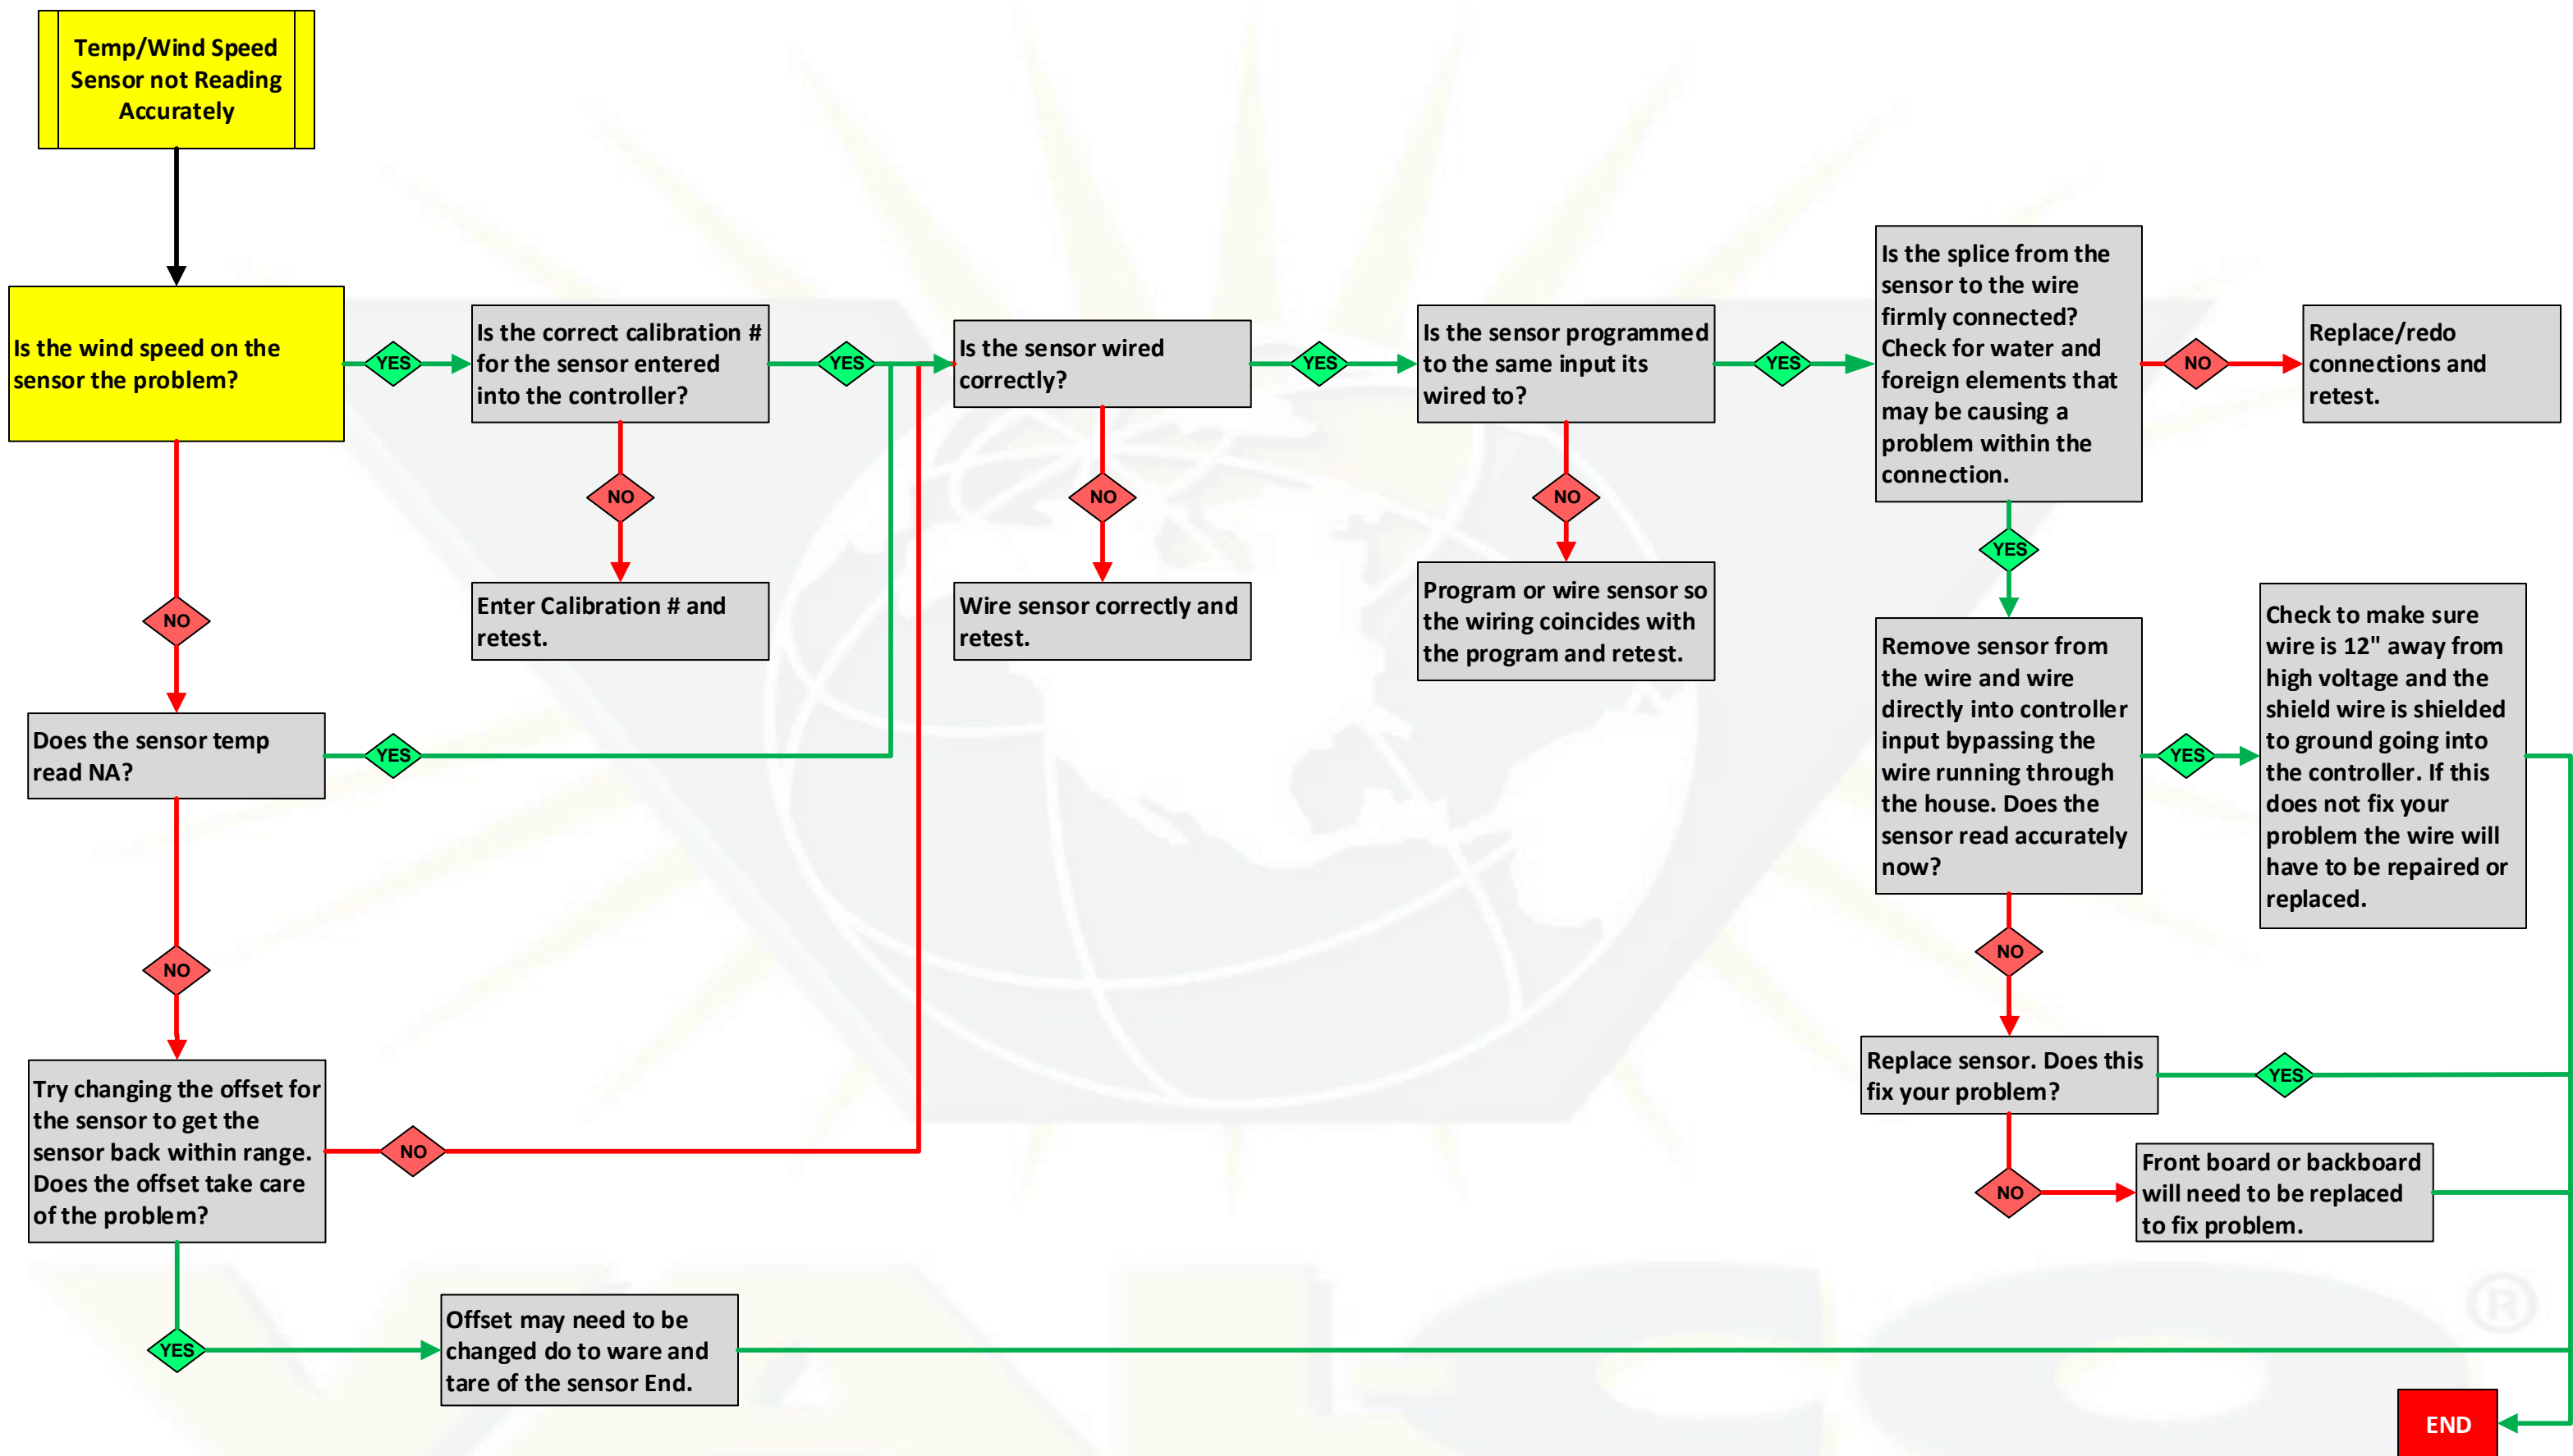 Temp/Wind Speed
Sensor not Reading
Accurately
Is the wind speed on the
sensor the problem?
YES
Is the correct calibration #
for the sensor entered
into the controller?
YES
Is the sensor wired
correctly?
YES
Is the sensor programmed
to the same input its
wired to?
YES
Is the splice from the
sensor to the wire
firmly connected?
Check for water and
foreign elements that
may be causing a
problem within the
connection.
NO
Replace/redo
connections and
retest.
NO
NO
NO
YES
NO
Enter Calibration # and
retest.
Wire sensor correctly and
retest.
Program or wire sensor so
the wiring coincides with
the program and retest.
Remove sensor from
the wire and wire
directly into controller
input bypassing the
wire running through
the house. Does the
sensor read accurately
now?
YES
Check to make sure
wire is 12" away from
high voltage and the
shield wire is shielded
to ground going into
the controller. If this
does not fix your
problem the wire will
have to be repaired or
replaced.
Does the sensor temp
read NA?
YES
NO
NO
Try changing the offset for
the sensor to get the
sensor back within range.
Does the offset take care
of the problem?
NO
Replace sensor. Does this
fix your problem?
YES
NO
Front board or backboard
will need to be replaced
to fix problem.
YES
Offset may need to be
changed do to ware and
tare of the sensor End.
END
VALCO
®